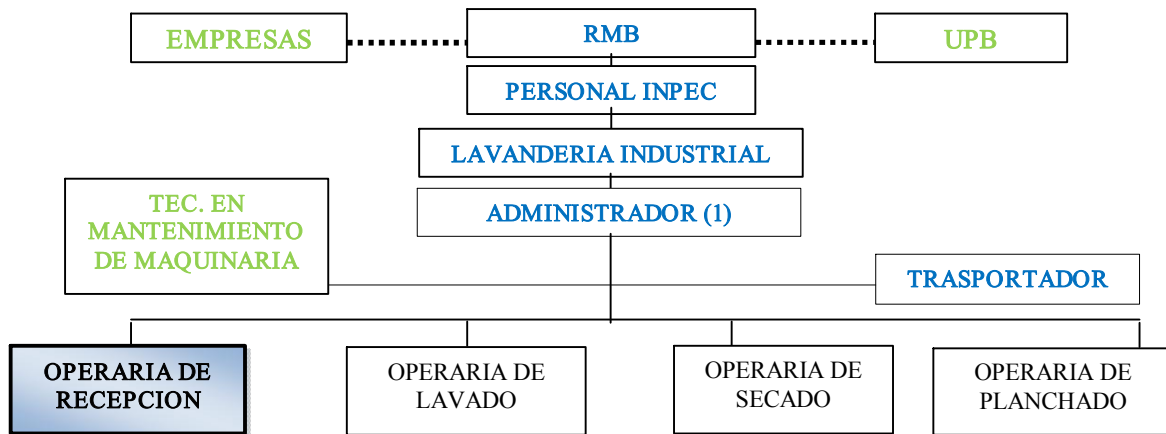 EMPRESAS
RMB
UPB
PERSONAL INPEC
LAVANDERIA INDUSTRIAL
TEC. EN
MANTENIMIENTO
DE MAQUINARIA
ADMINISTRADOR (1)
TRASPORTADOR
OPERARIA DE
RECEPCION
OPERARIA DE
LAVADO
OPERARIA DE
SECADO
OPERARIA DE
PLANCHADO